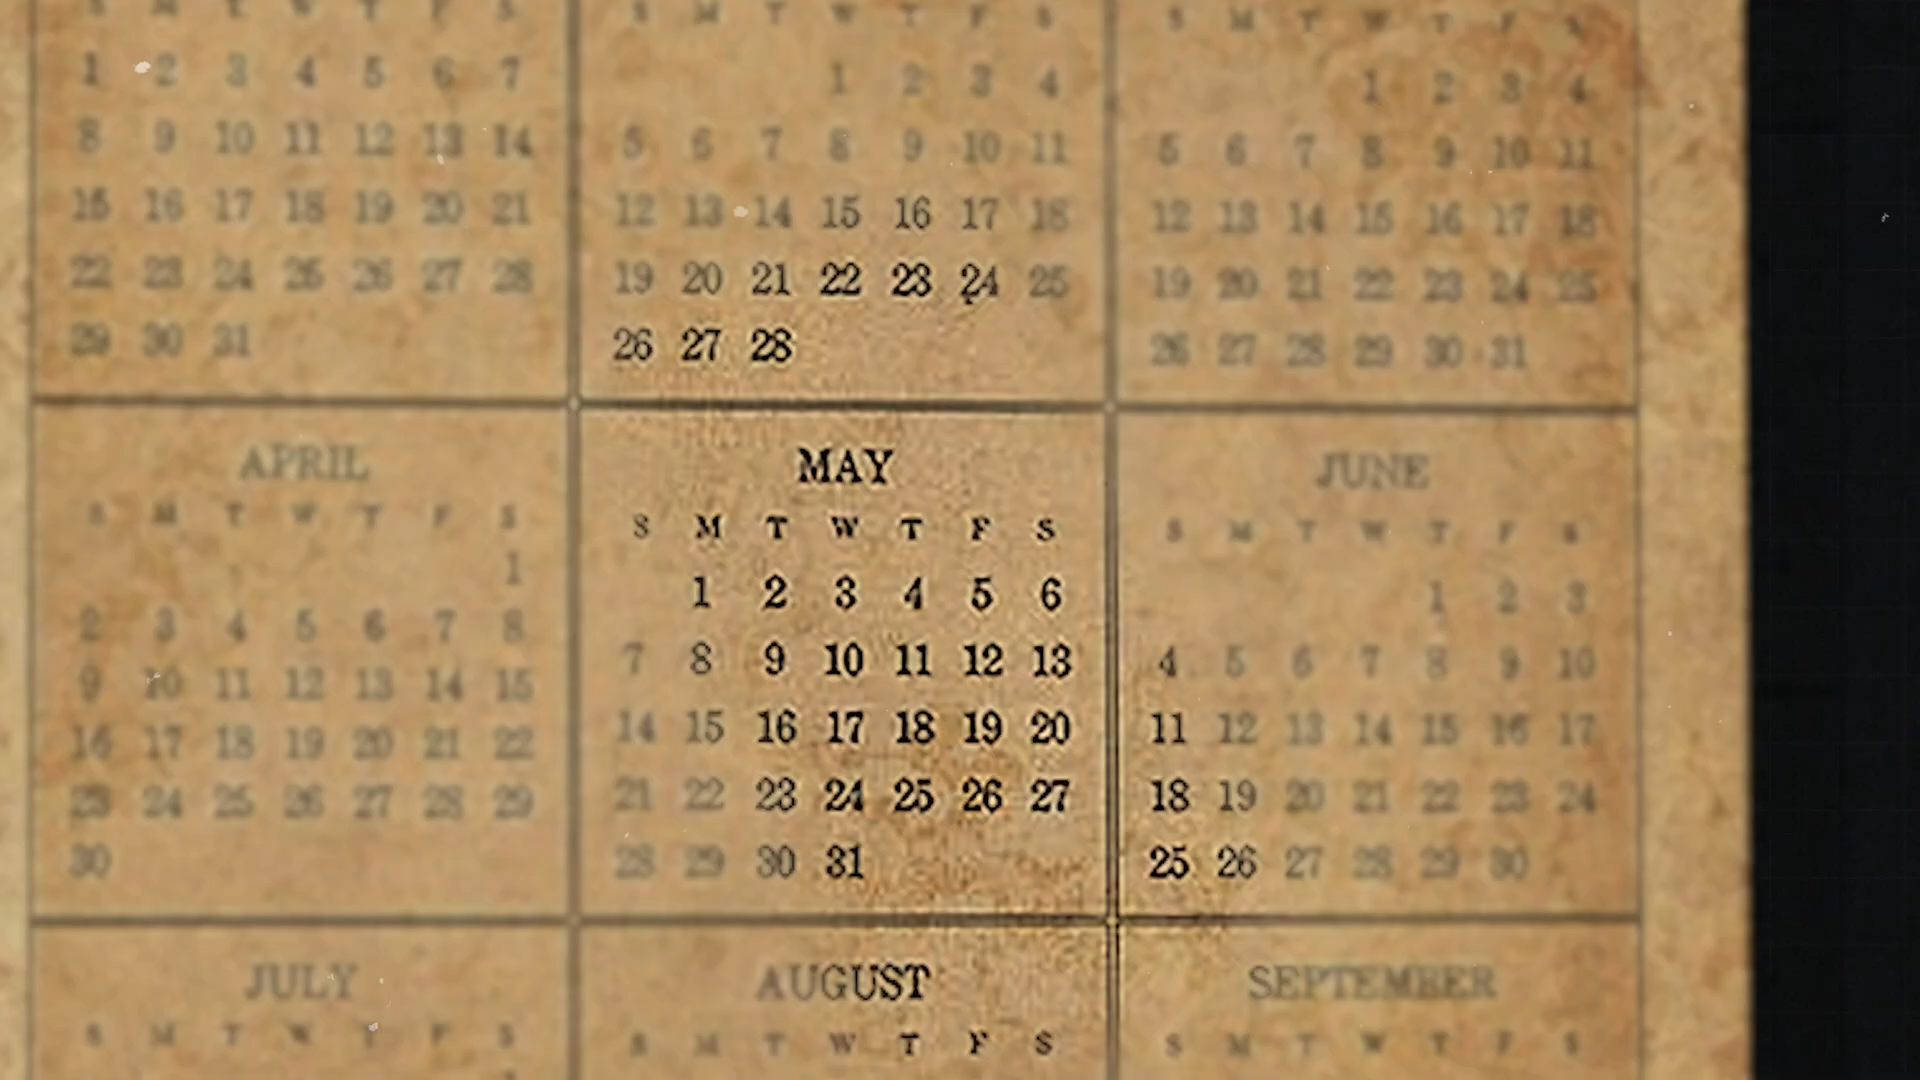 S M T W T F S
1 2 3 4 5 6 7
8 9 10 11 12 13 14
15 16 17 18 19 20 21
22 23 24 25 26 27 28
29 30 31
S M T W T F S
1 2 3 4
5 6 7 8 9 10 11
12 13 14 15 16 17 18
19 20 21 22 23 24 25
26 27 28
S M T W T F S
1 2 3 4
5 6 7 8 9 10 11
12 13 14 15 16 17 18
19 20 21 22 23 24 25
26 27 28 29 30 31
APRIL
S M T W T F S
1
2 3 4 5 6 7 8
9 10 11 12 13 14 15
16 17 18 19 20 21 22
23 24 25 26 27 28 29
30
MAY
S M T W T F S
1 2 3 4 5 6
7 8 9 10 11 12 13
14 15 16 17 18 19 20
21 22 23 24 25 26 27
28 29 30 31
JUNE
S M T W T F S
1 2 3
4 5 6 7 8 9 10
11 12 13 14 15 16 17
18 19 20 21 22 23 24
25 26 27 28 29 30
JULY
S M T W T F S
AUGUST
S M T W T F S
SEPTEMBER
S M T W T F S